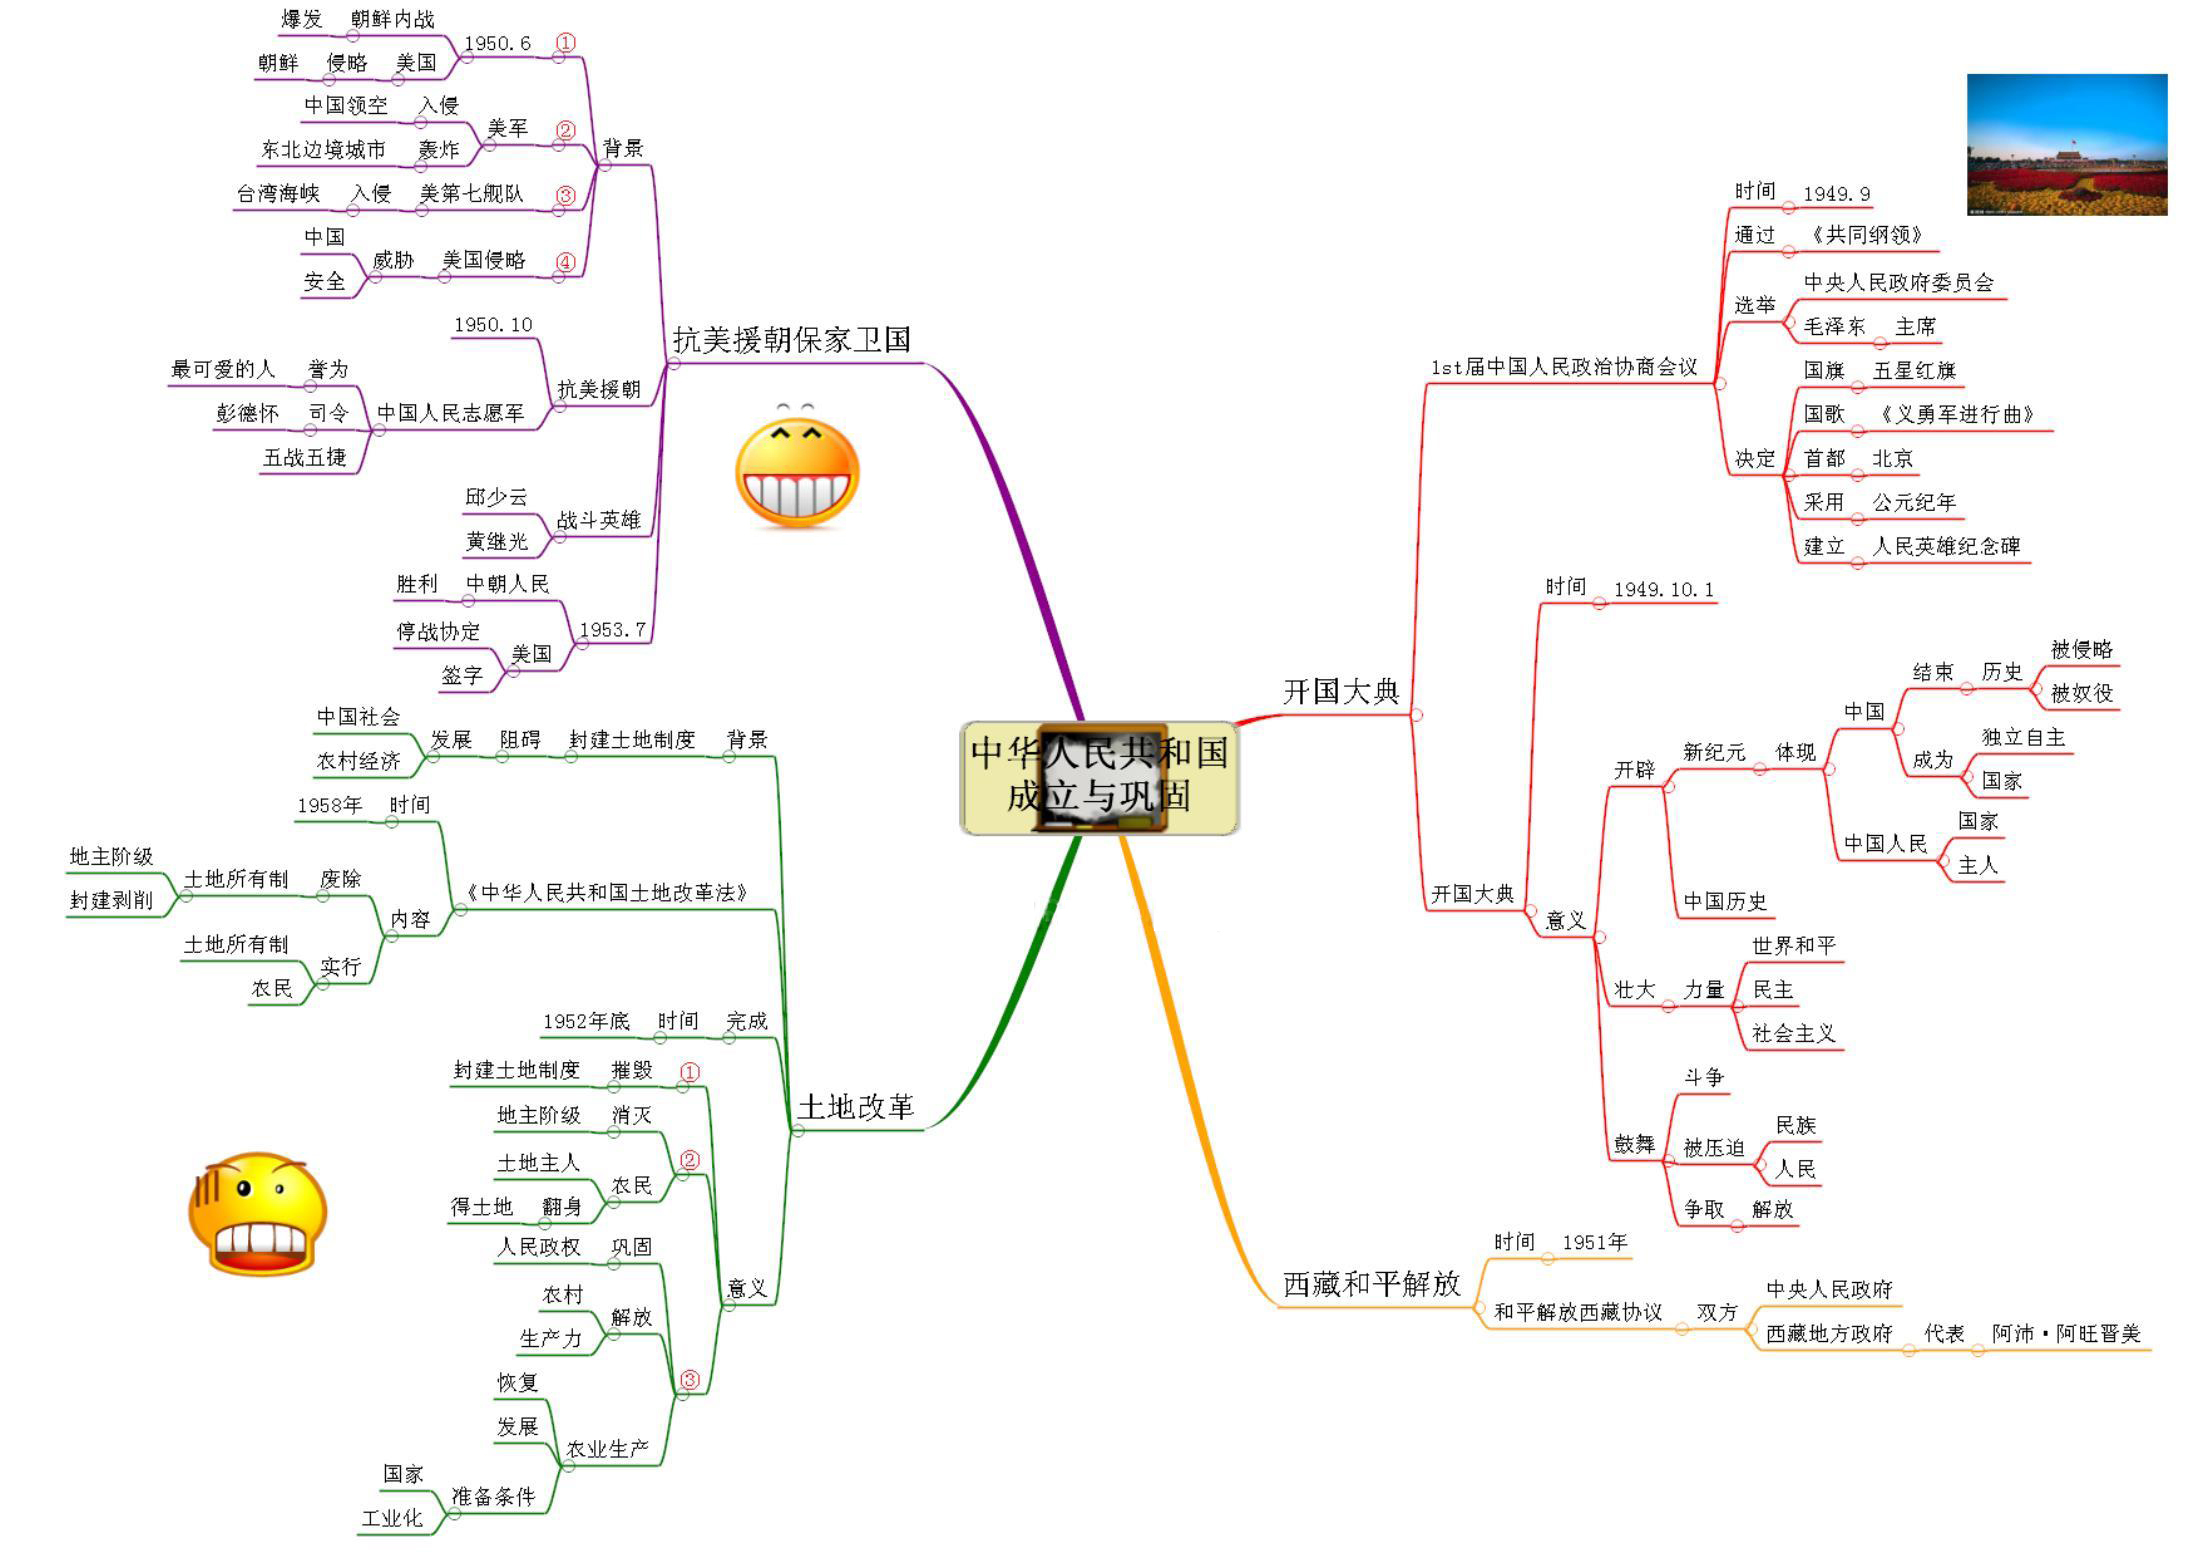 中华人民共和国
成立与巩固
开国大典
1st届中国人民政治协商会议
时间
1949.9
通过
《共同纲领》
选举
中央人民政府委员会
毛泽东
主席
决定
国旗
五星红旗
国歌
《义勇军进行曲》
首都
北京
采用
公元纪年
建立
人民英雄纪念碑
开国大典
时间
1949.10.1
意义
开辟
新纪元
体现
中国
结束
历史
被侵略
被奴役
成为
独立自主
国家
中国人民
国家
主人
中国历史
壮大
力量
世界和平
民主
社会主义
鼓舞
斗争
被压迫
民族
人民
争取
解放
西藏和平解放
时间
1951年
和平解放西藏协议
双方
中央人民政府
西藏地方政府
代表
阿沛·阿旺晋美
抗美援朝保家卫国
背景
①
1950.6
朝鲜内战
爆发
美国
侵略
朝鲜
②
美军
入侵
中国领空
轰炸
东北边境城市
③
美第七舰队
入侵
台湾海峡
④
美国侵略
威胁
中国
安全
抗美援朝
1950.10
中国人民志愿军
誉为
最可爱的人
司令
彭德怀
五战五捷
战斗英雄
邱少云
黄继光
1953.7
中朝人民
胜利
美国
停战协定
签字
土地改革
背景
封建土地制度
阻碍
发展
中国社会
农村经济
《中华人民共和国土地改革法》
时间
1958年
内容
废除
土地所有制
地主阶级
封建剥削
实行
土地所有制
农民
完成
时间
1952年底
意义
①
摧毁
封建土地制度
②
消灭
地主阶级
农民
土地主人
翻身
得土地
③
巩固
人民政权
解放
农村
生产力
农业生产
恢复
发展
准备条件
国家
工业化